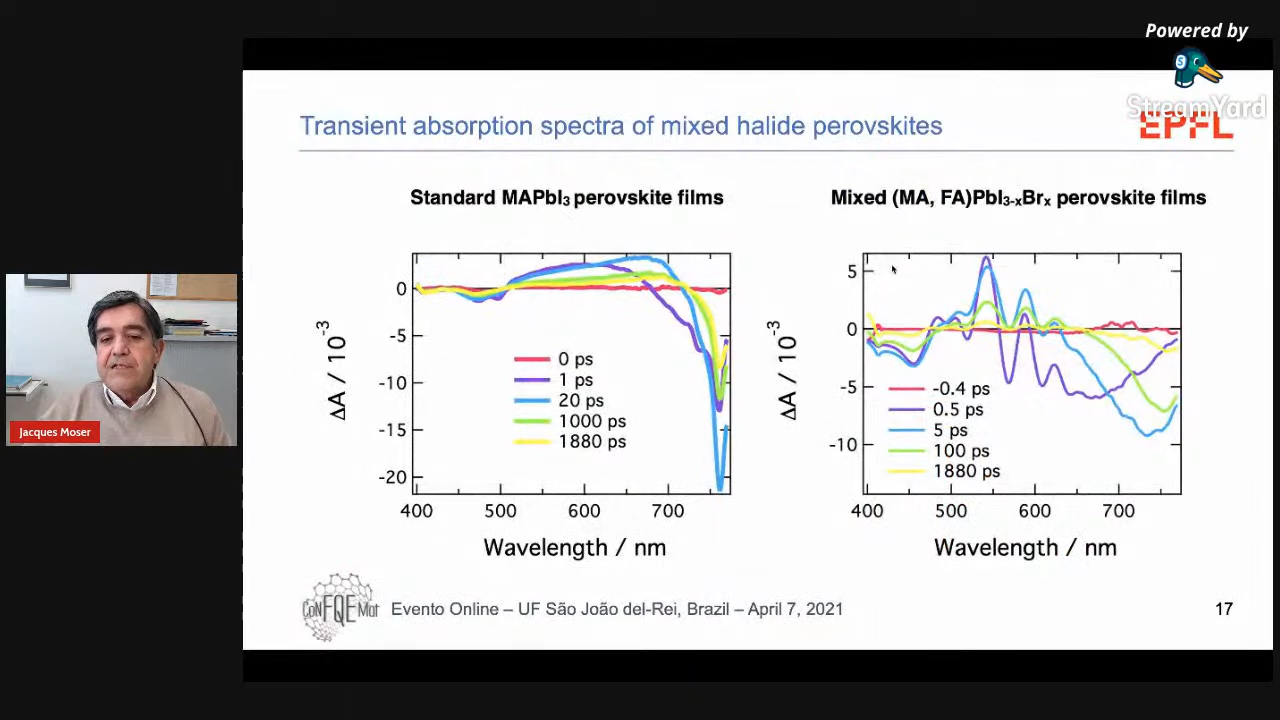 Powered by
StreamYard
Transient absorption spectra of mixed halide perovskites
EPFL
Standard MAPbI₃ perovskite films
Mixed (MA, FA)PbI₃₋ₓBrₓ perovskite films
0
-5
-10
-15
-20
ΔA / 10⁻³
0 ps
1 ps
20 ps
1000 ps
1880 ps
400 500 600 700
Wavelength / nm
5
0
-5
-10
ΔA / 10⁻³
-0.4 ps
0.5 ps
5 ps
100 ps
1880 ps
400 500 600 700
Wavelength / nm
Jacques Moser
CoNFQEMat
Evento Online – UF São João del-Rei, Brazil – April 7, 2021
17